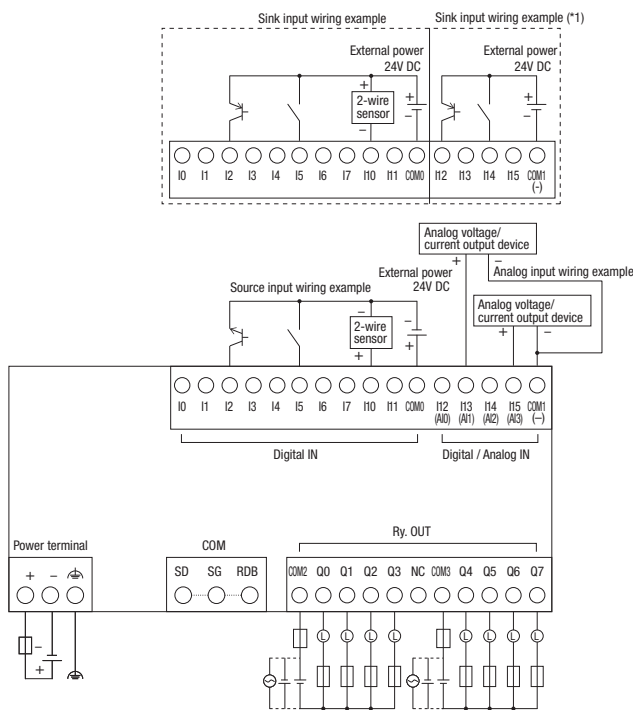 Sink input wiring example
Sink input wiring example (*1)
External power
24V DC
External power
24V DC
+
2-wire
sensor
−
+
−
+
−
I0 I1 I2 I3 I4 I5 I6 I7 I10 I11 COM0 I12 I13 I14 I15 COM1
(-)
Analog voltage/
current output device
+ −
Analog input wiring example
External power
24V DC
Source input wiring example
Analog voltage/
current output device
+ −
−
2-wire
sensor
+
−
+
I0 I1 I2 I3 I4 I5 I6 I7 I10 I11 COM0 I12 I13 I14 I15 COM1
(AI0) (AI1) (AI2) (AI3) (−)
Digital IN
Digital / Analog IN
Power terminal
COM
Ry. OUT
+ −
SD SG RDB
COM2 Q0 Q1 Q2 Q3 NC COM3 Q4 Q5 Q6 Q7
−
+
L L L L L L L L